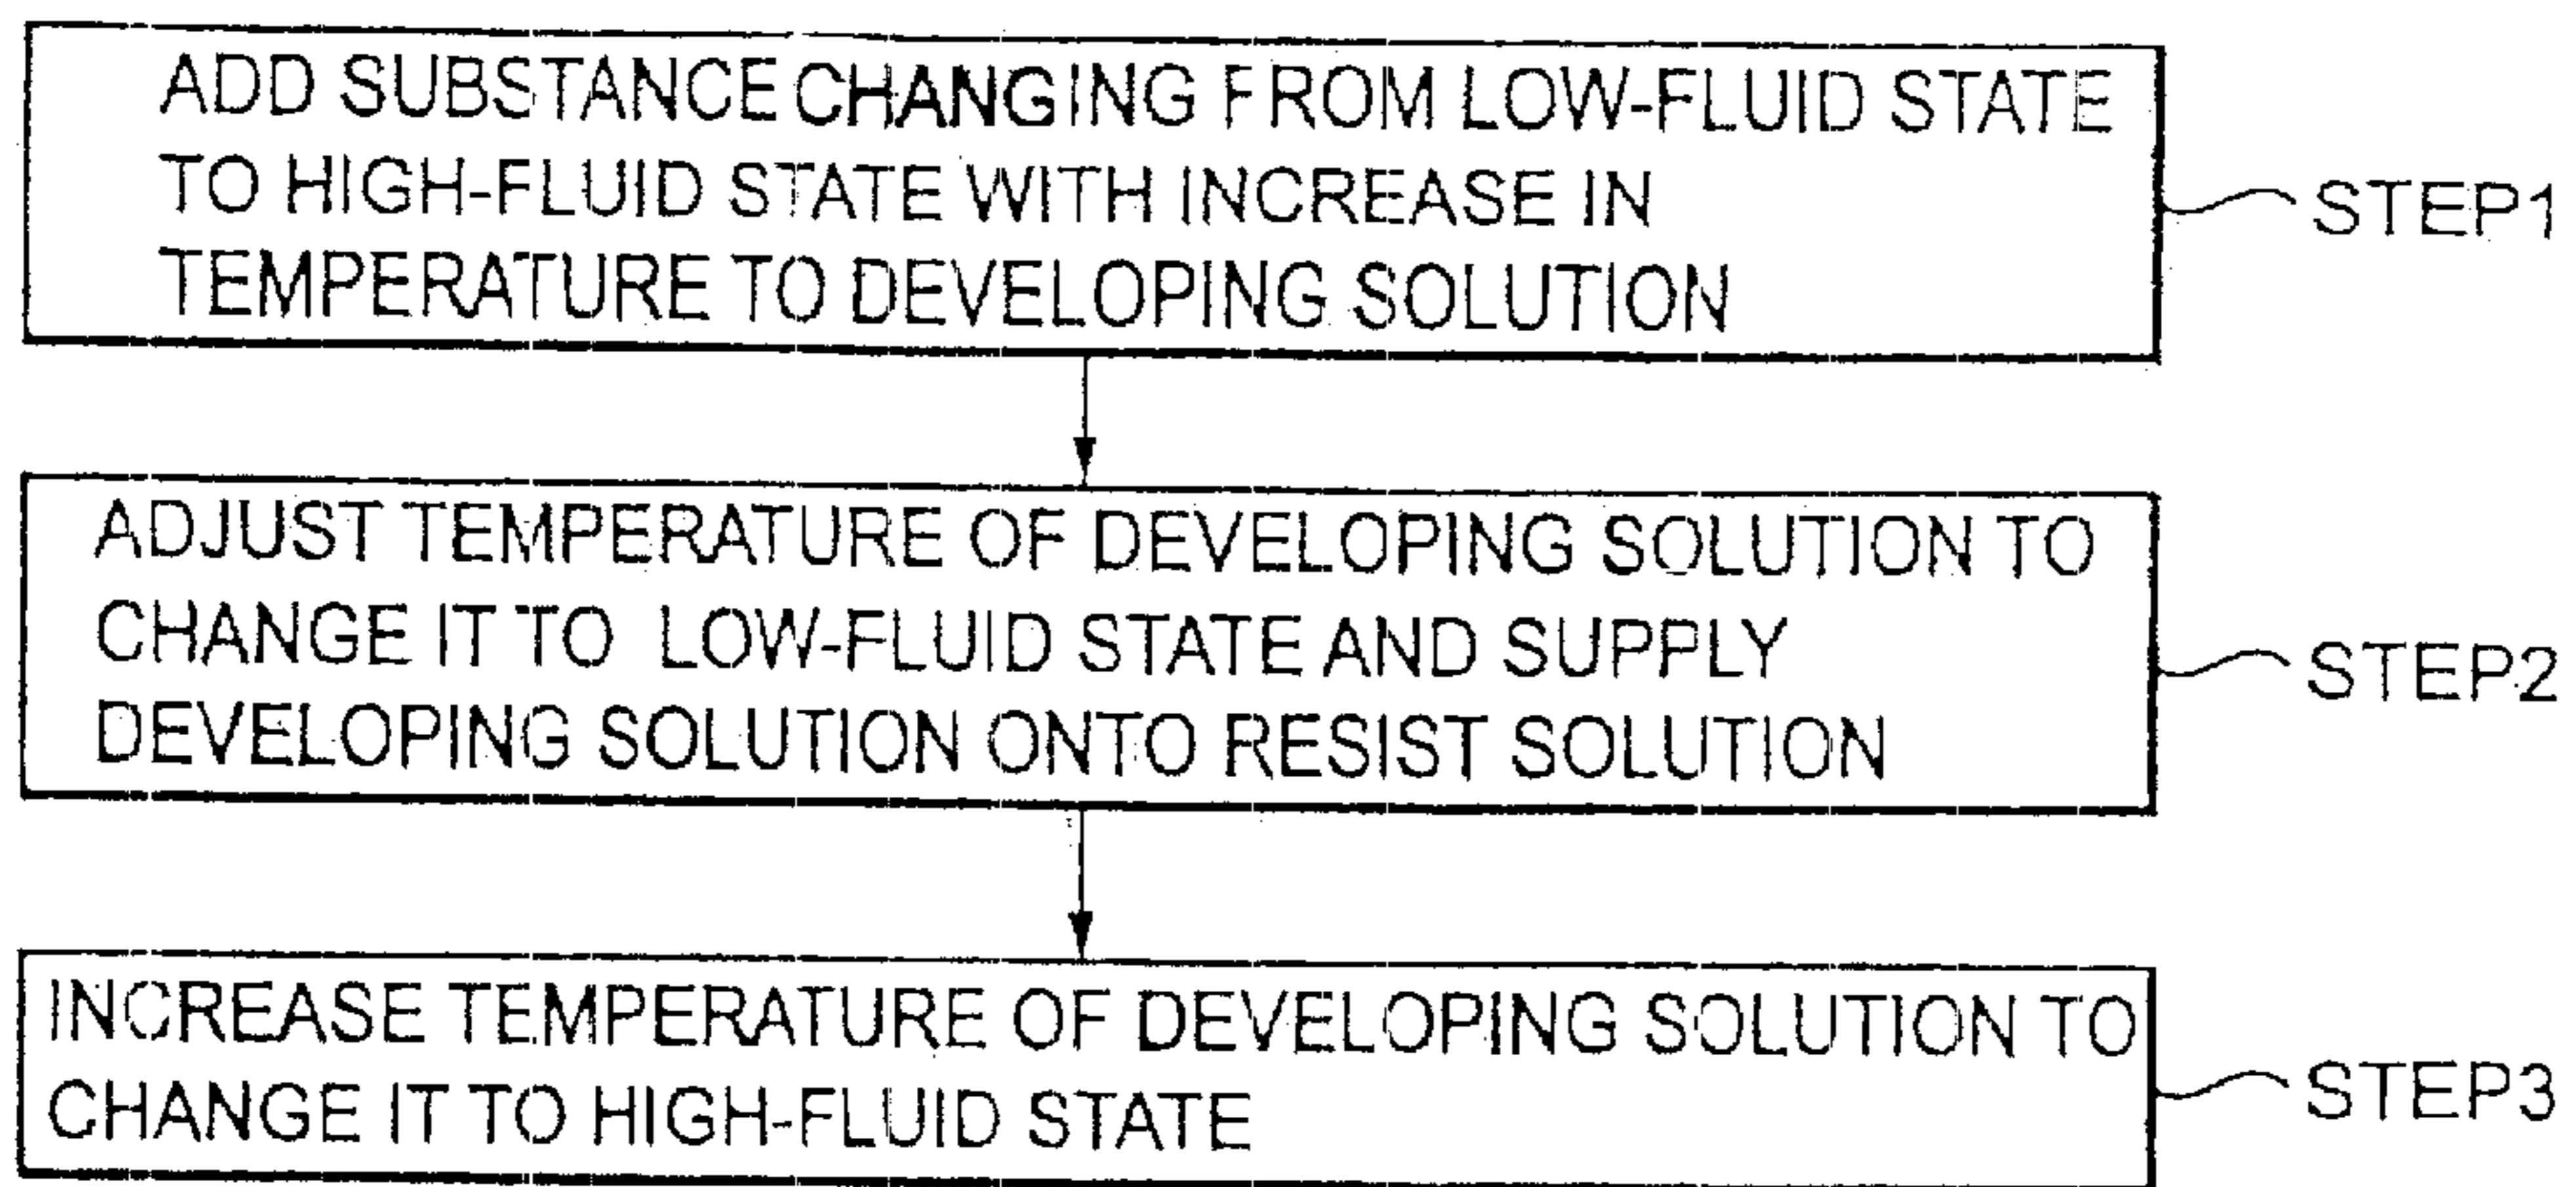 ADD SUBSTANCE CHANGING FROM LOW-FLUID STATE
TO HIGH-FLUID STATE WITH INCREASE IN
TEMPERATURE TO DEVELOPING SOLUTION
STEP1
ADJUST TEMPERATURE OF DEVELOPING SOLUTION TO
CHANGE IT TO LOW-FLUID STATE AND SUPPLY
DEVELOPING SOLUTION ONTO RESIST SOLUTION
STEP2
INCREASE TEMPERATURE OF DEVELOPING SOLUTION TO
CHANGE IT TO HIGH-FLUID STATE
STEP3